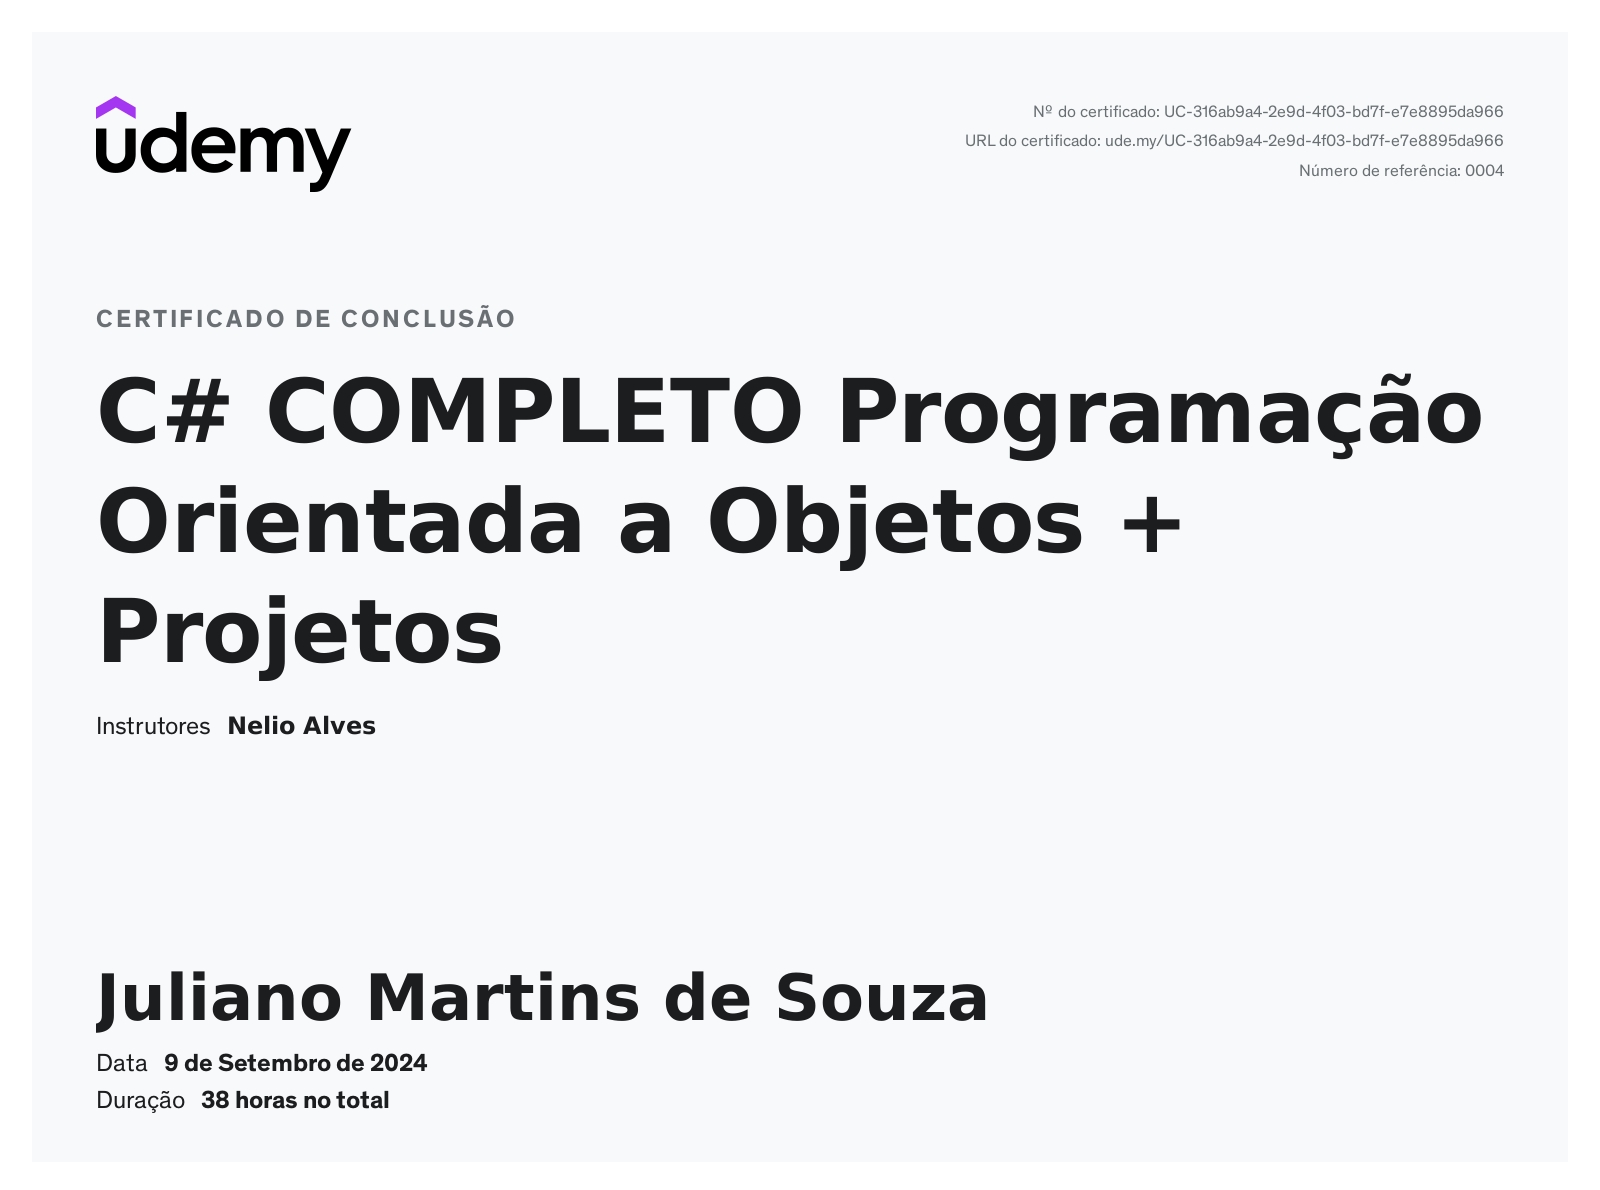 udemy
Nº do certificado: UC-316ab9a4-2e9d-4f03-bd7f-e7e8895da966
URL do certificado: ude.my/UC-316ab9a4-2e9d-4f03-bd7f-e7e8895da966
Número de referência: 0004
CERTIFICADO DE CONCLUSÃO
C# COMPLETO Programação
Orientada a Objetos +
Projetos
Instrutores Nelio Alves
Juliano Martins de Souza
Data 9 de Setembro de 2024
Duração 38 horas no total